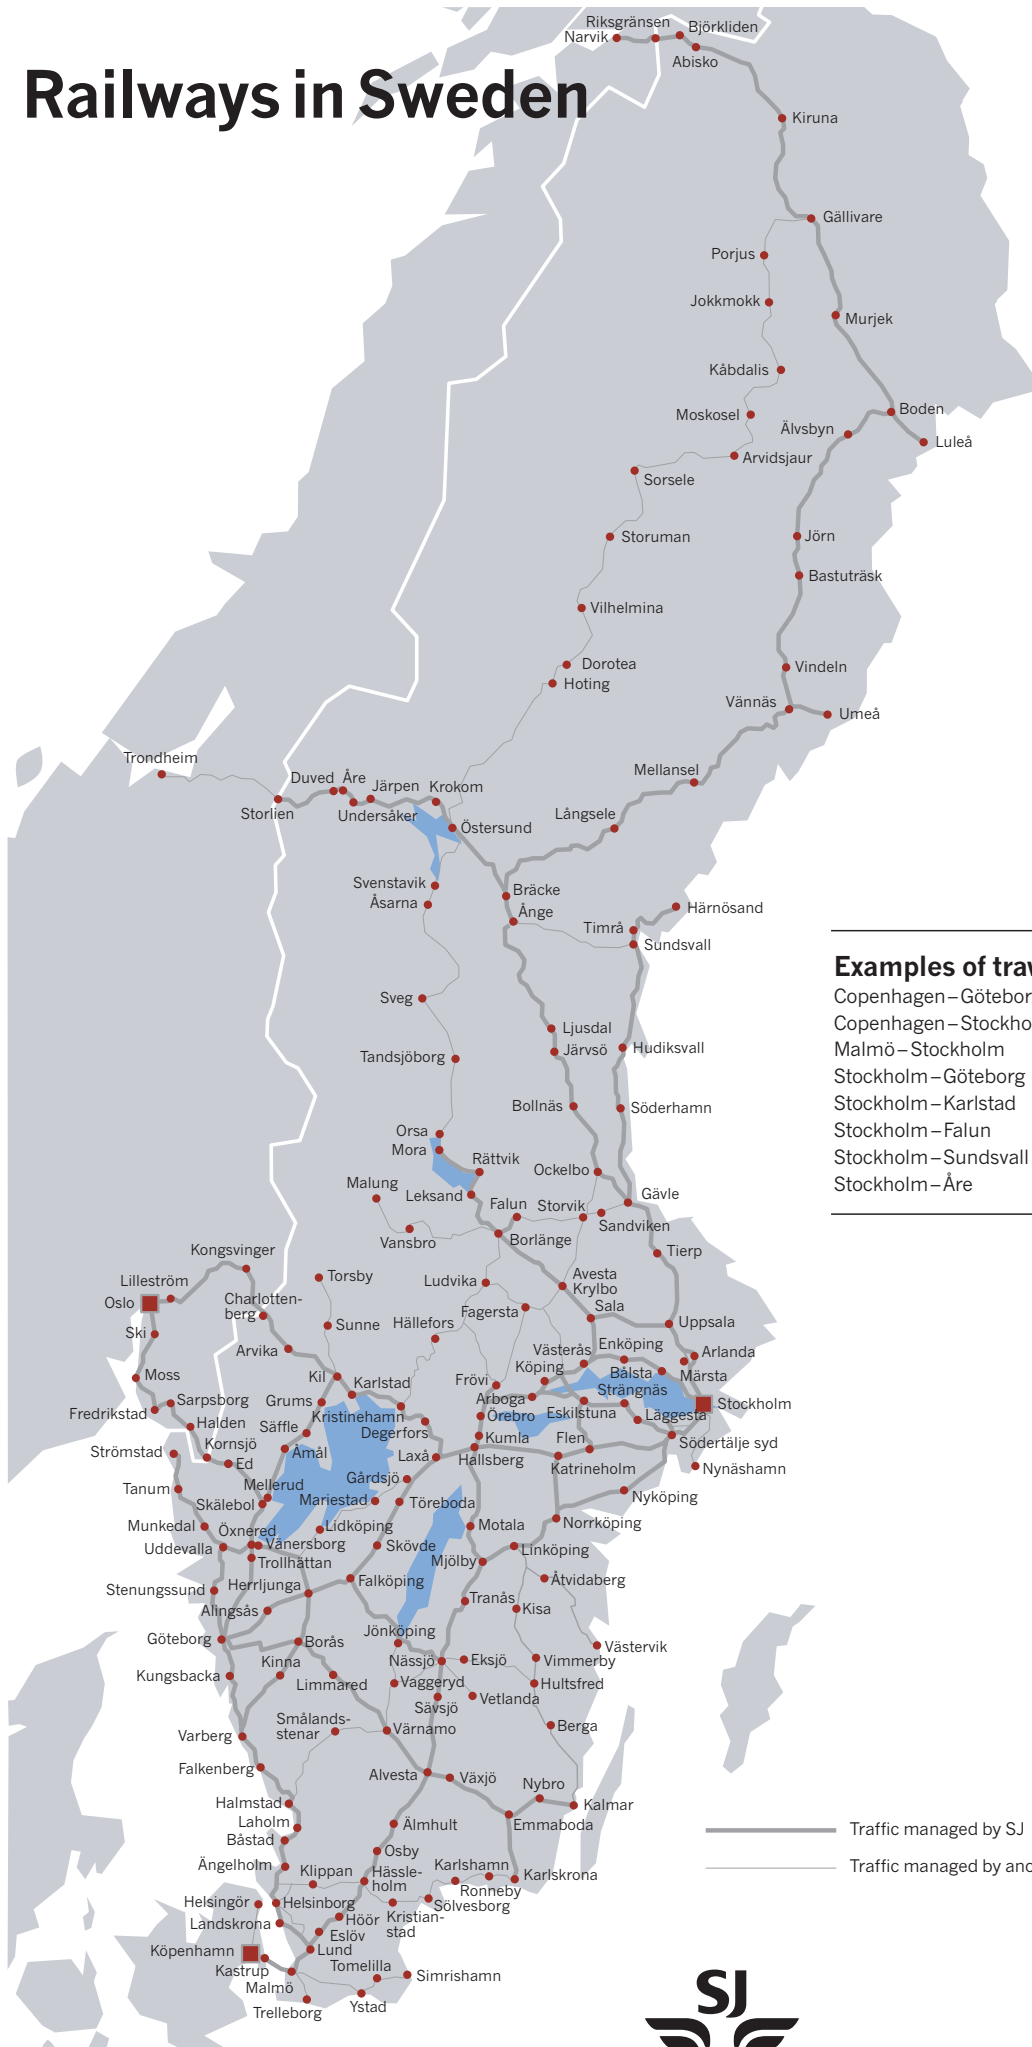 Railways in Sweden
Riksgränsen
Björkliden
Narvik
Abisko
Kiruna
Gällivare
Porjus
Jokkmokk
Murjek
Kåbdalis
Moskosel
Boden
Älvsbyn
Luleå
Arvidsjaur
Sorsele
Storuman
Jörn
Bastuträsk
Vilhelmina
Dorotea
Vindeln
Hoting
Vännäs
Umeå
Trondheim
Mellansel
Duved
Åre
Järpen
Krokom
Storlien
Undersåker
Långsele
Östersund
Svenstavik
Bräcke
Åsarna
Ånge
Härnösand
Timrå
Sundsvall
Examples of trav
Copenhagen–Götebor
Copenhagen–Stockho
Malmö–Stockholm
Stockholm–Göteborg
Stockholm–Karlstad
Stockholm–Falun
Stockholm–Sundsvall
Stockholm–Åre
Sveg
Ljusdal
Järvsö
Hudiksvall
Tandsjöborg
Bollnäs
Söderhamn
Orsa
Mora
Rättvik
Ockelbo
Malung
Leksand
Gävle
Falun
Storvik
Sandviken
Vansbro
Borlänge
Tierp
Kongsvinger
Lilleström
Torsby
Ludvika
Avesta
Krylbo
Oslo
Charlotten-
berg
Fagersta
Sala
Ski
Sunne
Hällefors
Uppsala
Arvika
Västerås
Enköping
Arlanda
Moss
Kil
Köping
Bålsta
Märsta
Karlstad
Frövi
Strängnäs
Sarpsborg
Grums
Arboga
Stockholm
Fredrikstad
Kristinehamn
Örebro
Eskilstuna
Läggesta
Halden
Säffle
Degerfors
Kumla
Flen
Södertälje syd
Strömstad
Kornsjö
Ed
Åmål
Laxå
Hallsberg
Katrineholm
Nynäshamn
Tanum
Mellerud
Gårdsjö
Skälebol
Mariestad
Töreboda
Nyköping
Munkedal
Öxnered
Lidköping
Motala
Norrköping
Uddevalla
Vänersborg
Skövde
Linköping
Trollhättan
Mjölby
Stenungssund
Herrljunga
Falköping
Åtvidaberg
Alingsås
Tranås
Kisa
Göteborg
Borås
Jönköping
Västervik
Kinna
Nässjö
Eksjö
Vimmerby
Kungsbacka
Limmared
Vaggeryd
Vetlanda
Hultsfred
Sävsjö
Smålands-
stenar
Värnamo
Berga
Varberg
Falkenberg
Alvesta
Växjö
Nybro
Halmstad
Kalmar
Laholm
Älmhult
Emmaboda
Båstad
Osby
Ängelholm
Klippan
Hässle-
holm
Karlshamn
Karlskrona
Ronneby
Helsingör
Helsinborg
Sölvesborg
Landskrona
Höör
Kristian-
stad
Eslöv
Köpenhamn
Lund
Kastrup
Tomelilla
Simrishamn
Malmö
Ystad
Trelleborg
Traffic managed by SJ
Traffic managed by ano
SJ